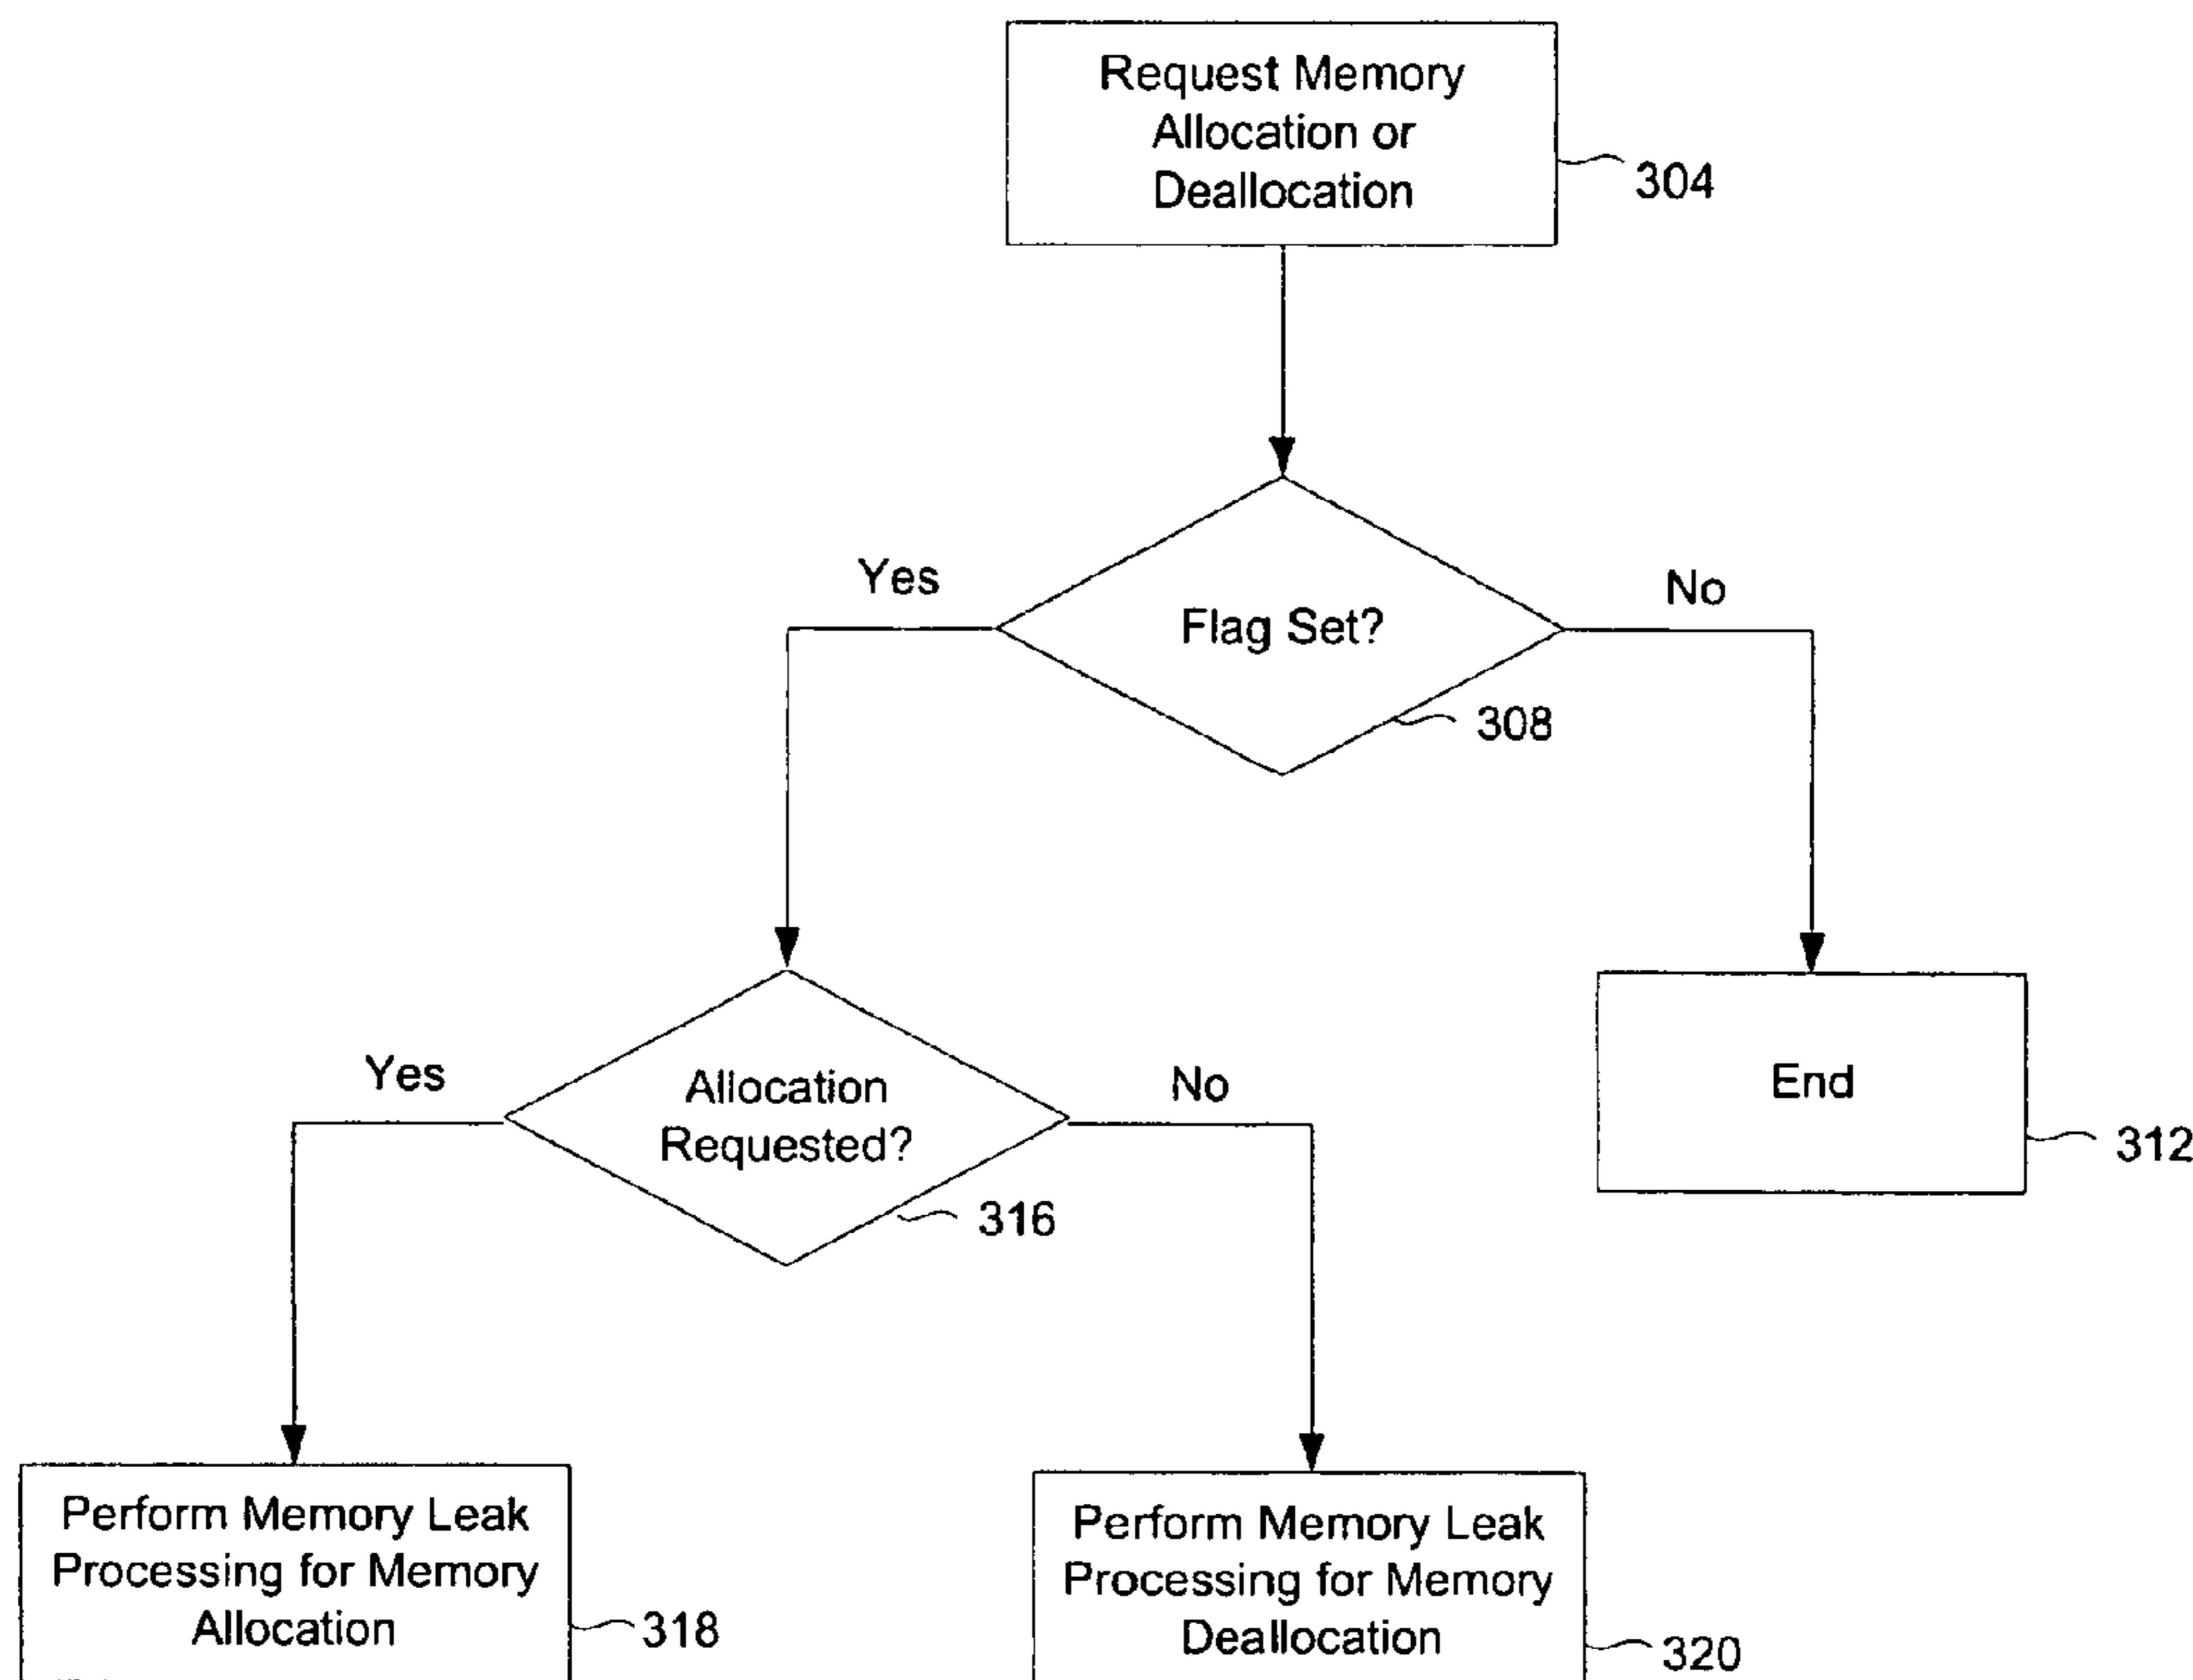 Request Memory
Allocation or
Deallocation
304
Yes
No
Flag Set?
308
Yes
Allocation
Requested?
No
End
312
316
Perform Memory Leak
Processing for Memory
Allocation
318
Perform Memory Leak
Processing for Memory
Deallocation
320